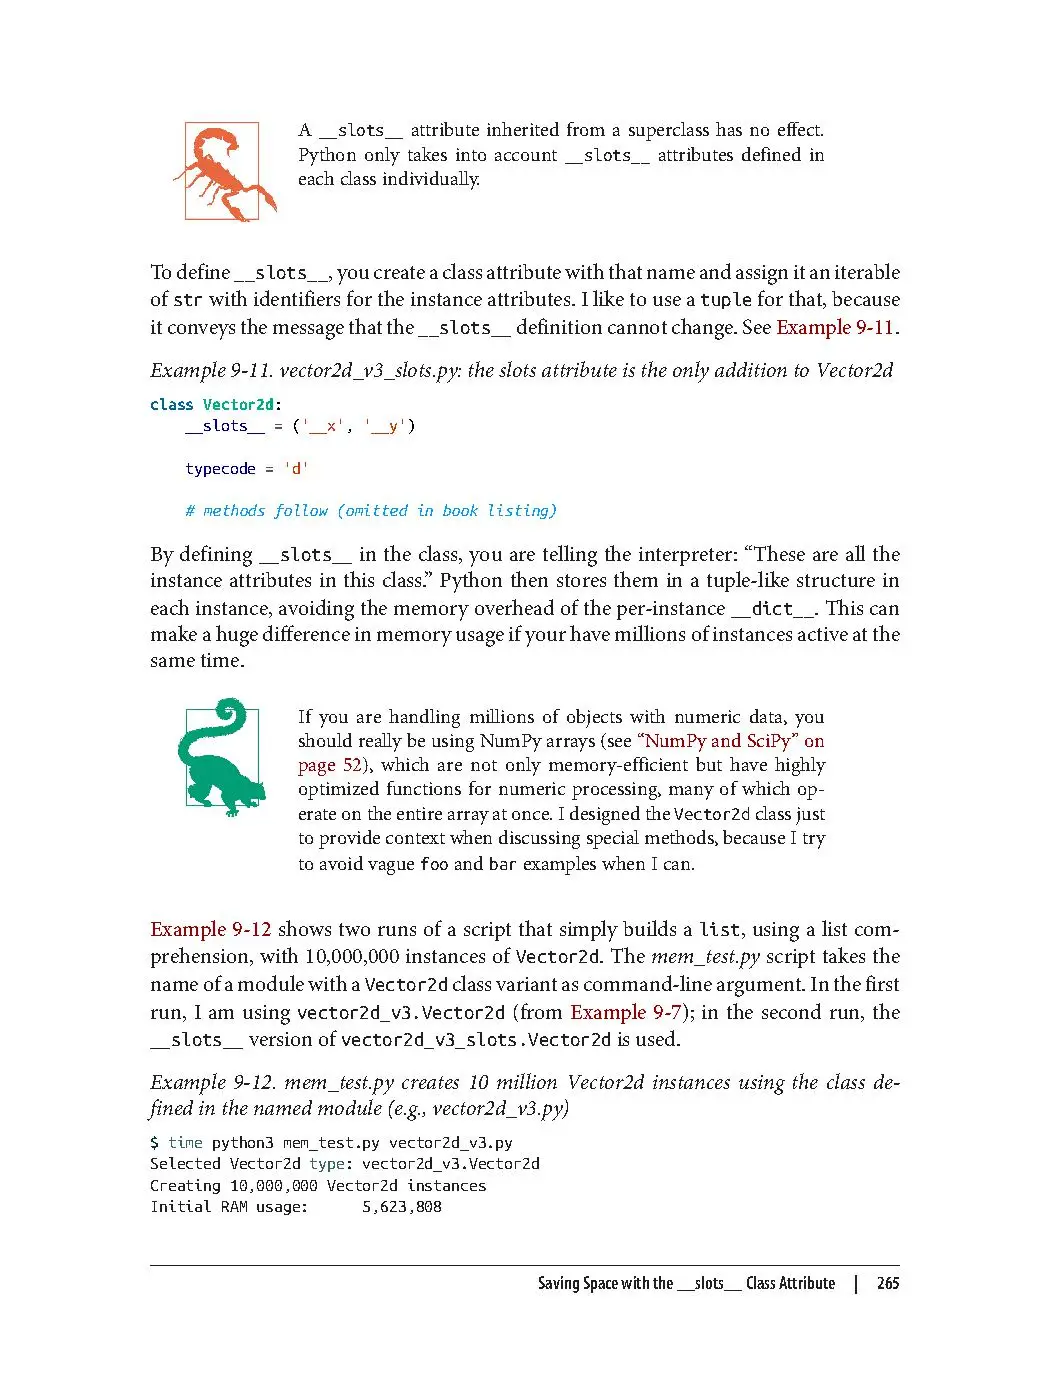 A __slots__ attribute inherited from a superclass has no effect.
Python only takes into account __slots__ attributes defined in
each class individually.
To define __slots__, you create a class attribute with that name and assign it an iterable
of str with identifiers for the instance attributes. I like to use a tuple for that, because
it conveys the message that the __slots__ definition cannot change. See Example 9-11.
Example 9-11. vector2d_v3_slots.py: the slots attribute is the only addition to Vector2d
class Vector2d:
    __slots__ = ('__x', '__y')
    typecode = 'd'
    # methods follow (omitted in book listing)
By defining __slots__ in the class, you are telling the interpreter: “These are all the
instance attributes in this class.” Python then stores them in a tuple-like structure in
each instance, avoiding the memory overhead of the per-instance __dict__. This can
make a huge difference in memory usage if your have millions of instances active at the
same time.
If you are handling millions of objects with numeric data, you
should really be using NumPy arrays (see “NumPy and SciPy” on
page 52), which are not only memory-efficient but have highly
optimized functions for numeric processing, many of which op-
erate on the entire array at once. I designed the Vector2d class just
to provide context when discussing special methods, because I try
to avoid vague foo and bar examples when I can.
Example 9-12 shows two runs of a script that simply builds a list, using a list com-
prehension, with 10,000,000 instances of Vector2d. The mem_test.py script takes the
name of a module with a Vector2d class variant as command-line argument. In the first
run, I am using vector2d_v3.Vector2d (from Example 9-7); in the second run, the
__slots__ version of vector2d_v3_slots.Vector2d is used.
Example 9-12. mem_test.py creates 10 million Vector2d instances using the class de-
fined in the named module (e.g., vector2d_v3.py)
$ time python3 mem_test.py vector2d_v3.py
Selected Vector2d type: vector2d_v3.Vector2d
Creating 10,000,000 Vector2d instances
Initial RAM usage:      5,623,808
Saving Space with the __slots__ Class Attribute | 265